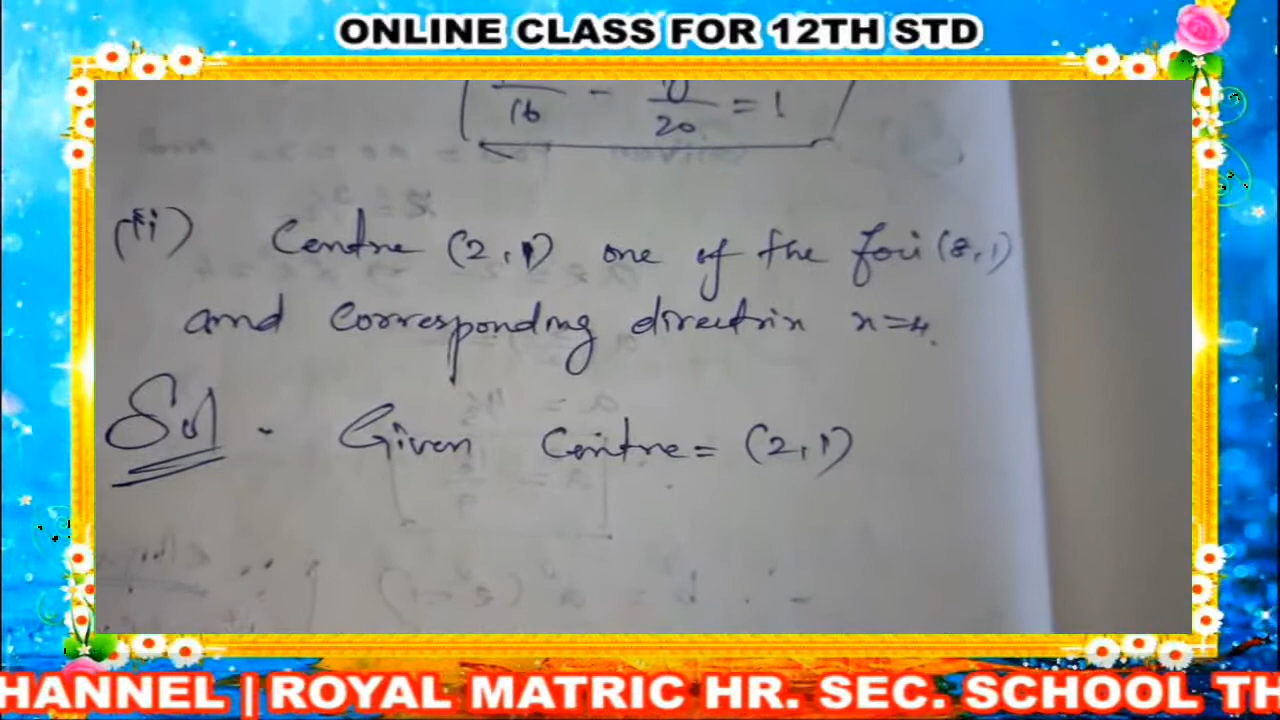 ONLINE CLASS FOR 12TH STD
16 - 20 = 1
(ii) Centre (2,1) one of the foci (8,1)
and corresponding directrix x=4.
Sol - Given Centre = (2,1)
HANNEL | ROYAL MATRIC HR. SEC. SCHOOL TH